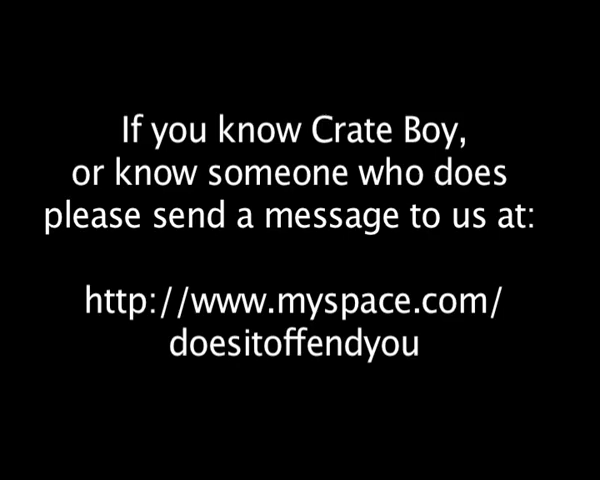 If you know Crate Boy,
or know someone who does
please send a message to us at:
http://www.myspace.com/
doesitoffendyou